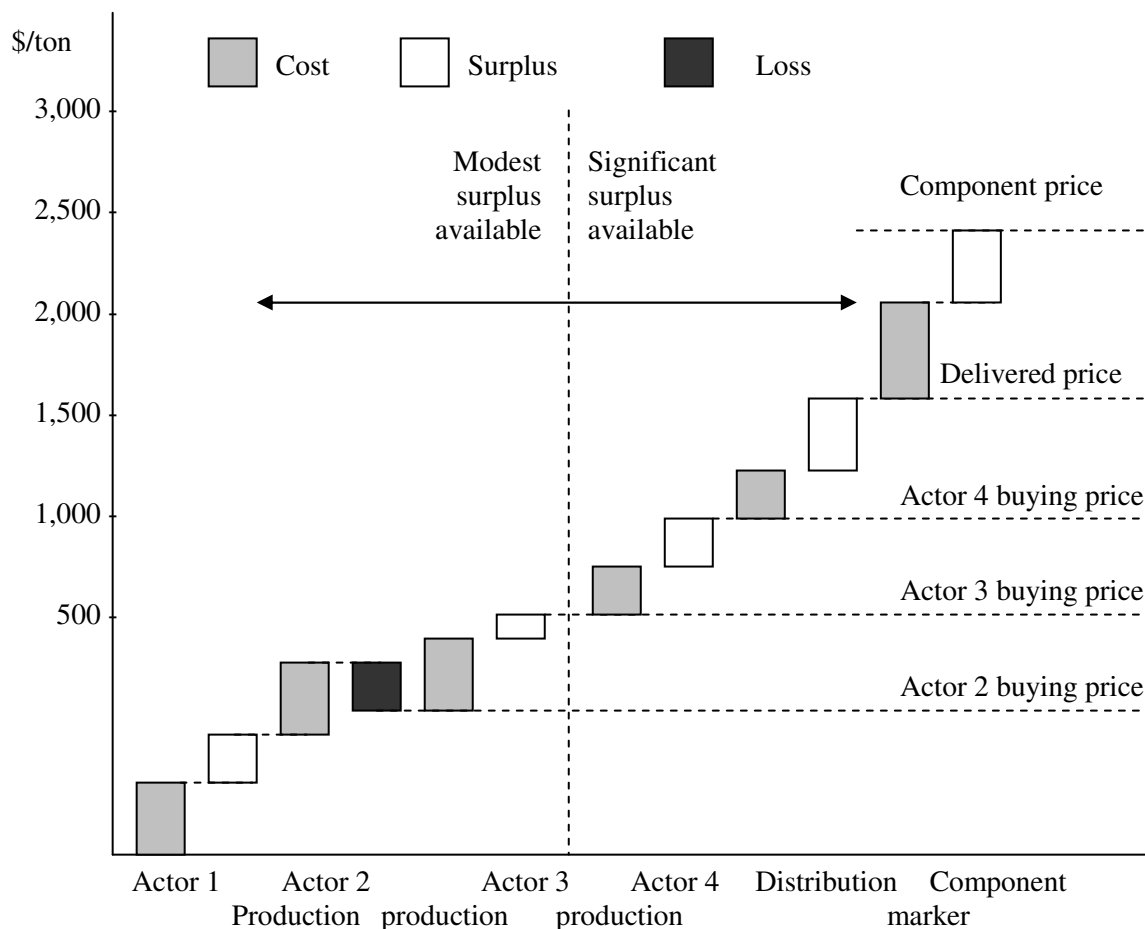 $/ton
Cost Surplus Loss
3,000
Modest Significant
surplus surplus
available available
Component price
2,500
2,000
Delivered price
1,500
Actor 4 buying price
1,000
Actor 3 buying price
500
Actor 2 buying price
Actor 1 Actor 2 Actor 3 Actor 4 Distribution Component
Production production production marker